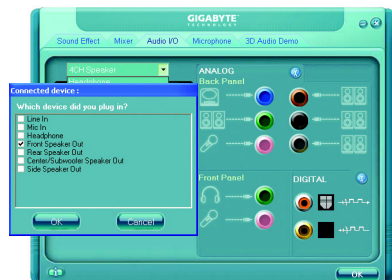 GIGABYTE
TECHNOLOGY
Sound Effect Mixer Audio I/O Microphone 3D Audio Demo
4CH Speaker
Headphone
ANALOG
Back Panel
Connected device :
Which device did you plug in?
Line In
Mic In
Headphone
Front Speaker Out
Rear Speaker Out
Center/Subwoofer Speaker Out
Side Speaker Out
OK Cancel
Front Panel
DIGITAL
OK